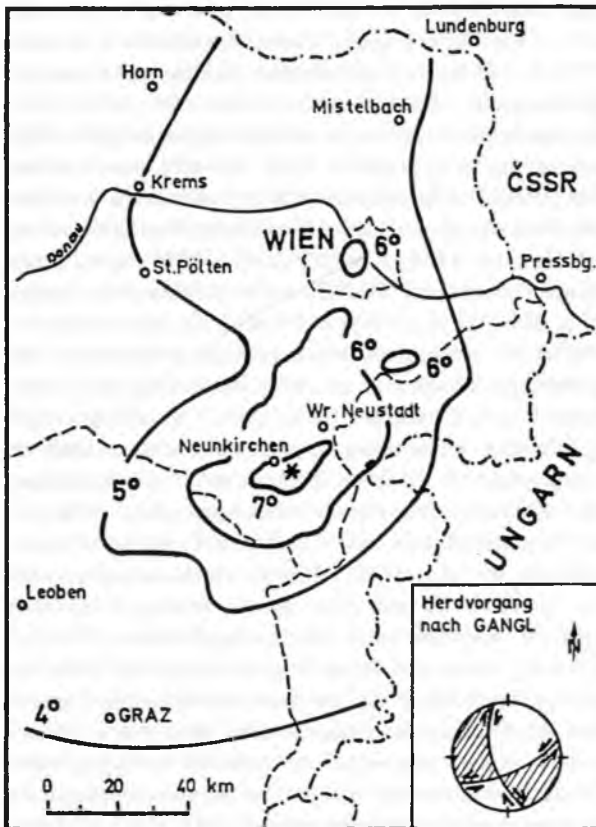 Lundenburg
Horn
Mistelbach
Krems
ČSSR
DONAU
WIEN
6°
St.Pölten
Pressbg.
6°
6°
Wr. Neustadt
Neunkirchen
*
5°
7°
UNGARN
Leoben
Herdvorgang
nach GANGL
N
4°
GRAZ
0 20 40 km